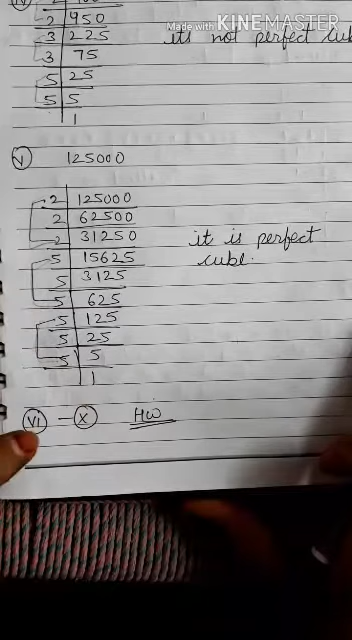 2 | 950
Made with KINEMASTER
3 | 225 its not perfect cub
3 | 75
5 | 25
5 | 5
1
v 125000
2 | 125000
2 | 62500
2 | 31250 it is perfect
5 | 15625 cube.
5 | 3125
5 | 625
5 | 125
5 | 25
5 | 5
1
vi - x HW